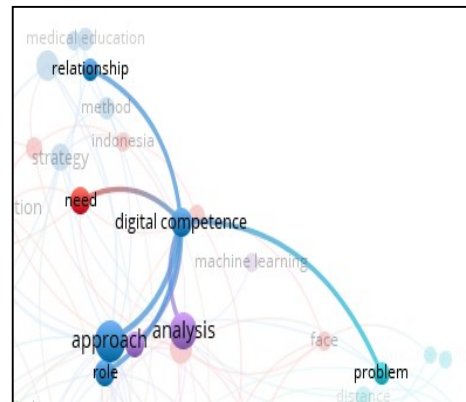 medical education
relationship
method
indonesia
strategy
need
tion
digital competence
machine learning
analysis
approach
face
role
problem
distance